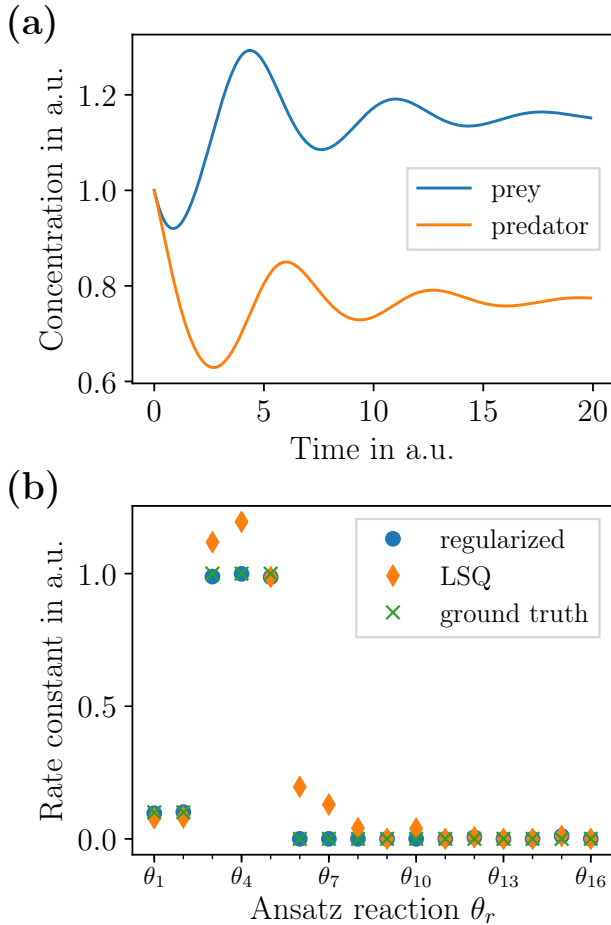 (a)
Concentration in a.u.
1.2
1.0
0.8
0.6
prey
predator
0
5
10
15
20
Time in a.u.
(b)
Rate constant in a.u.
1.0
0.5
0.0
regularized
LSQ
ground truth
θ₁
θ₄
θ₇
θ₁₀
θ₁₃
θ₁₆
Ansatz reaction θᵣ